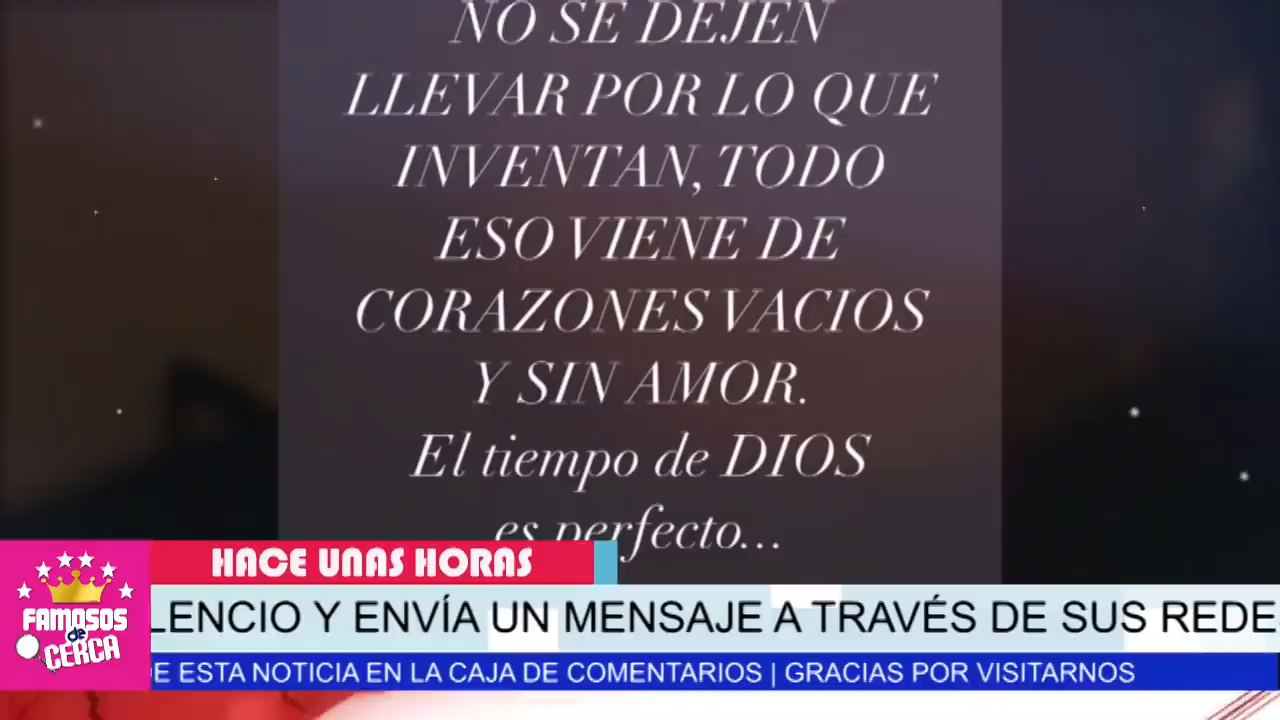 NO SE DEJEN
LLEVAR POR LO QUE
INVENTAN, TODO
ESO VIENE DE
CORAZONES VACIOS
Y SIN AMOR.
El tiempo de DIOS
es perfecto...
HACE UNAS HORAS
FAMOSOS
de
CERCA
LENCIO Y ENVÍA UN MENSAJE A TRAVÉS DE SUS REDE
DE ESTA NOTICIA EN LA CAJA DE COMENTARIOS | GRACIAS POR VISITARNOS